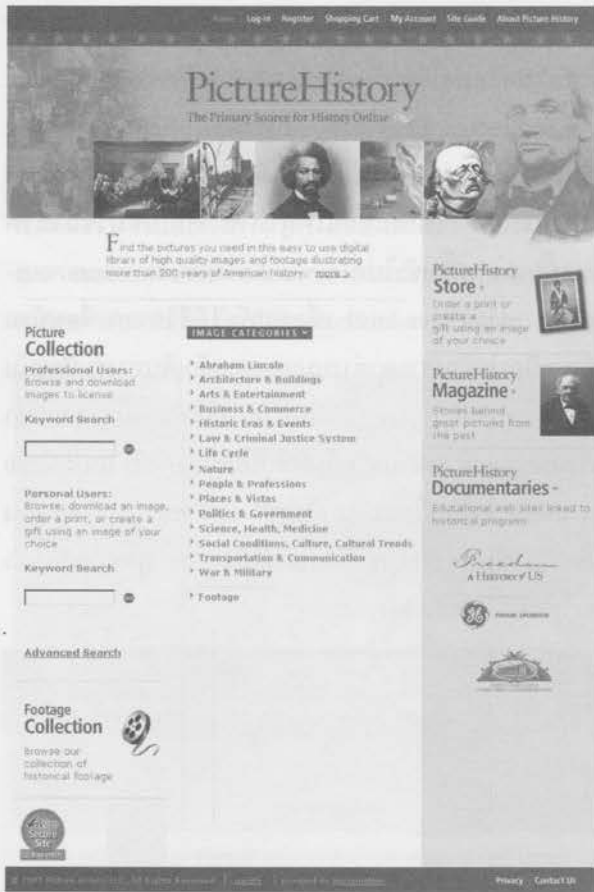 Home Log-in Register Shopping Cart My Account Site Guide About Picture History
PictureHistory
The Primary Source for History Online
Find the pictures you need in this easy to use digital
library of high quality images and footage illustrating
more than 200 years of American history. more >
Picture
Collection
Professional Users:
Browse and download
images to license
Keyword Search
Personal Users:
Browse, download an image,
order a print, or create a
gift using an image of your
choice
Keyword Search
Advanced Search
Footage
Collection
Browse our
collection of
historical footage
Secure
Site
IMAGE CATEGORIES
Abraham Lincoln
Architecture & Buildings
Arts & Entertainment
Business & Commerce
Historic Eras & Events
Law & Criminal Justice System
Life Cycle
Nature
People & Professions
Places & Vistas
Politics & Government
Science, Health, Medicine
Social Conditions, Culture, Cultural Trends
Transportation & Communication
War & Military
Footage
PictureHistory
Store
Order a print or
create a
gift using an image
of your choice
PictureHistory
Magazine
Stories behind
great pictures from
the past
PictureHistory
Documentaries
Educational web sites linked to
historical programs
Freedom
A HISTORY of US
All Rights Reserved
Privacy Contact Us